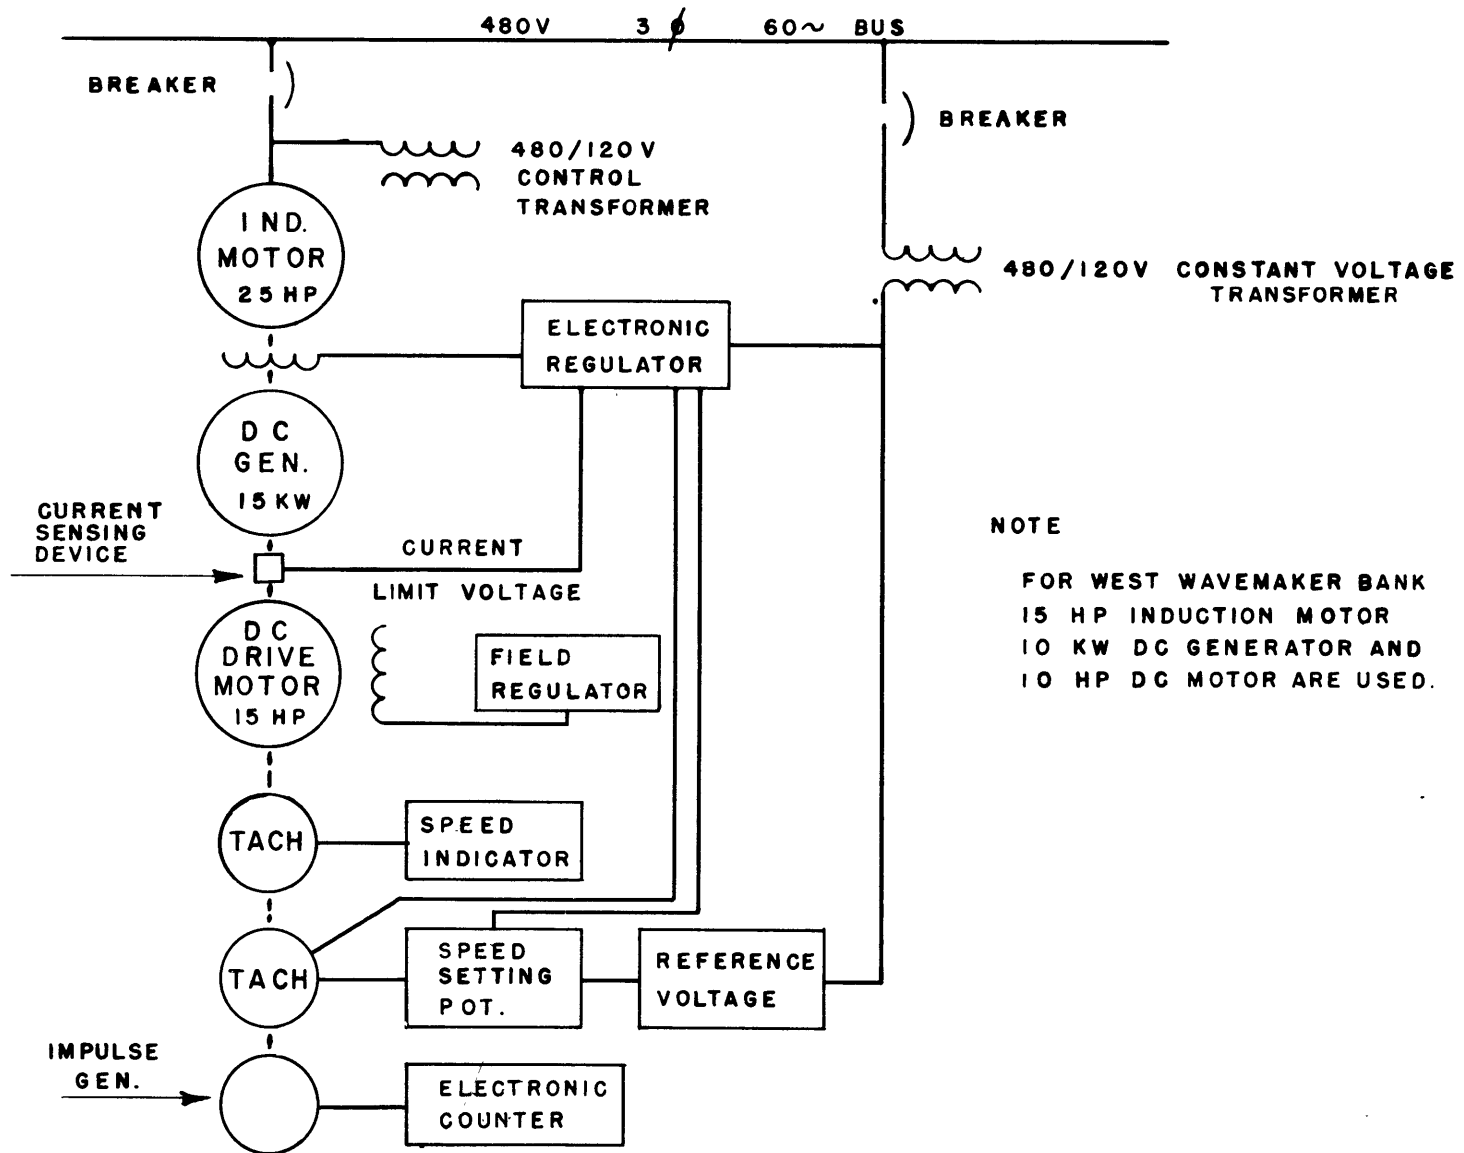 480V 3 ϕ 60~ BUS
BREAKER
BREAKER
480/120V
CONTROL
TRANSFORMER
IND.
MOTOR
25 HP
480/120V CONSTANT VOLTAGE
TRANSFORMER
ELECTRONIC
REGULATOR
DC
GEN.
15 KW
CURRENT
SENSING
DEVICE
CURRENT
LIMIT VOLTAGE
NOTE
FOR WEST WAVEMAKER BANK
15 HP INDUCTION MOTOR
10 KW DC GENERATOR AND
10 HP DC MOTOR ARE USED.
DC
DRIVE
MOTOR
15 HP
FIELD
REGULATOR
TACH
SPEED
INDICATOR
TACH
SPEED
SETTING
POT.
REFERENCE
VOLTAGE
IMPULSE
GEN.
ELECTRONIC
COUNTER